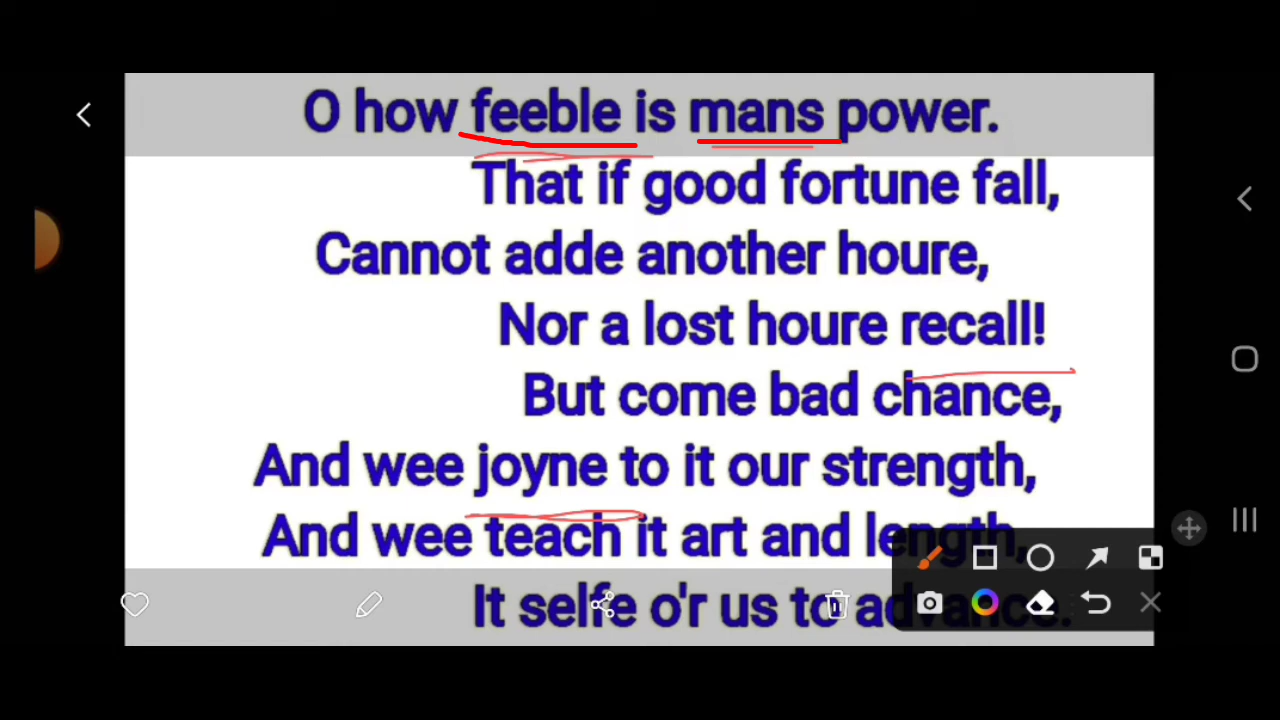 O how feeble is mans power.
That if good fortune fall,
Cannot adde another houre,
Nor a lost houre recall!
But come bad chance,
And wee joyne to it our strength,
And wee teach it art and length,
It selfe o'r us to advance.